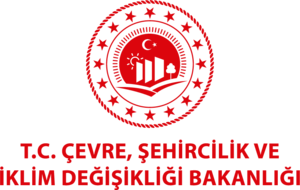 T.C. ÇEVRE, ŞEHİRCİLİK VE
İKLİM DEĞİŞİKLİĞİ BAKANLIĞI